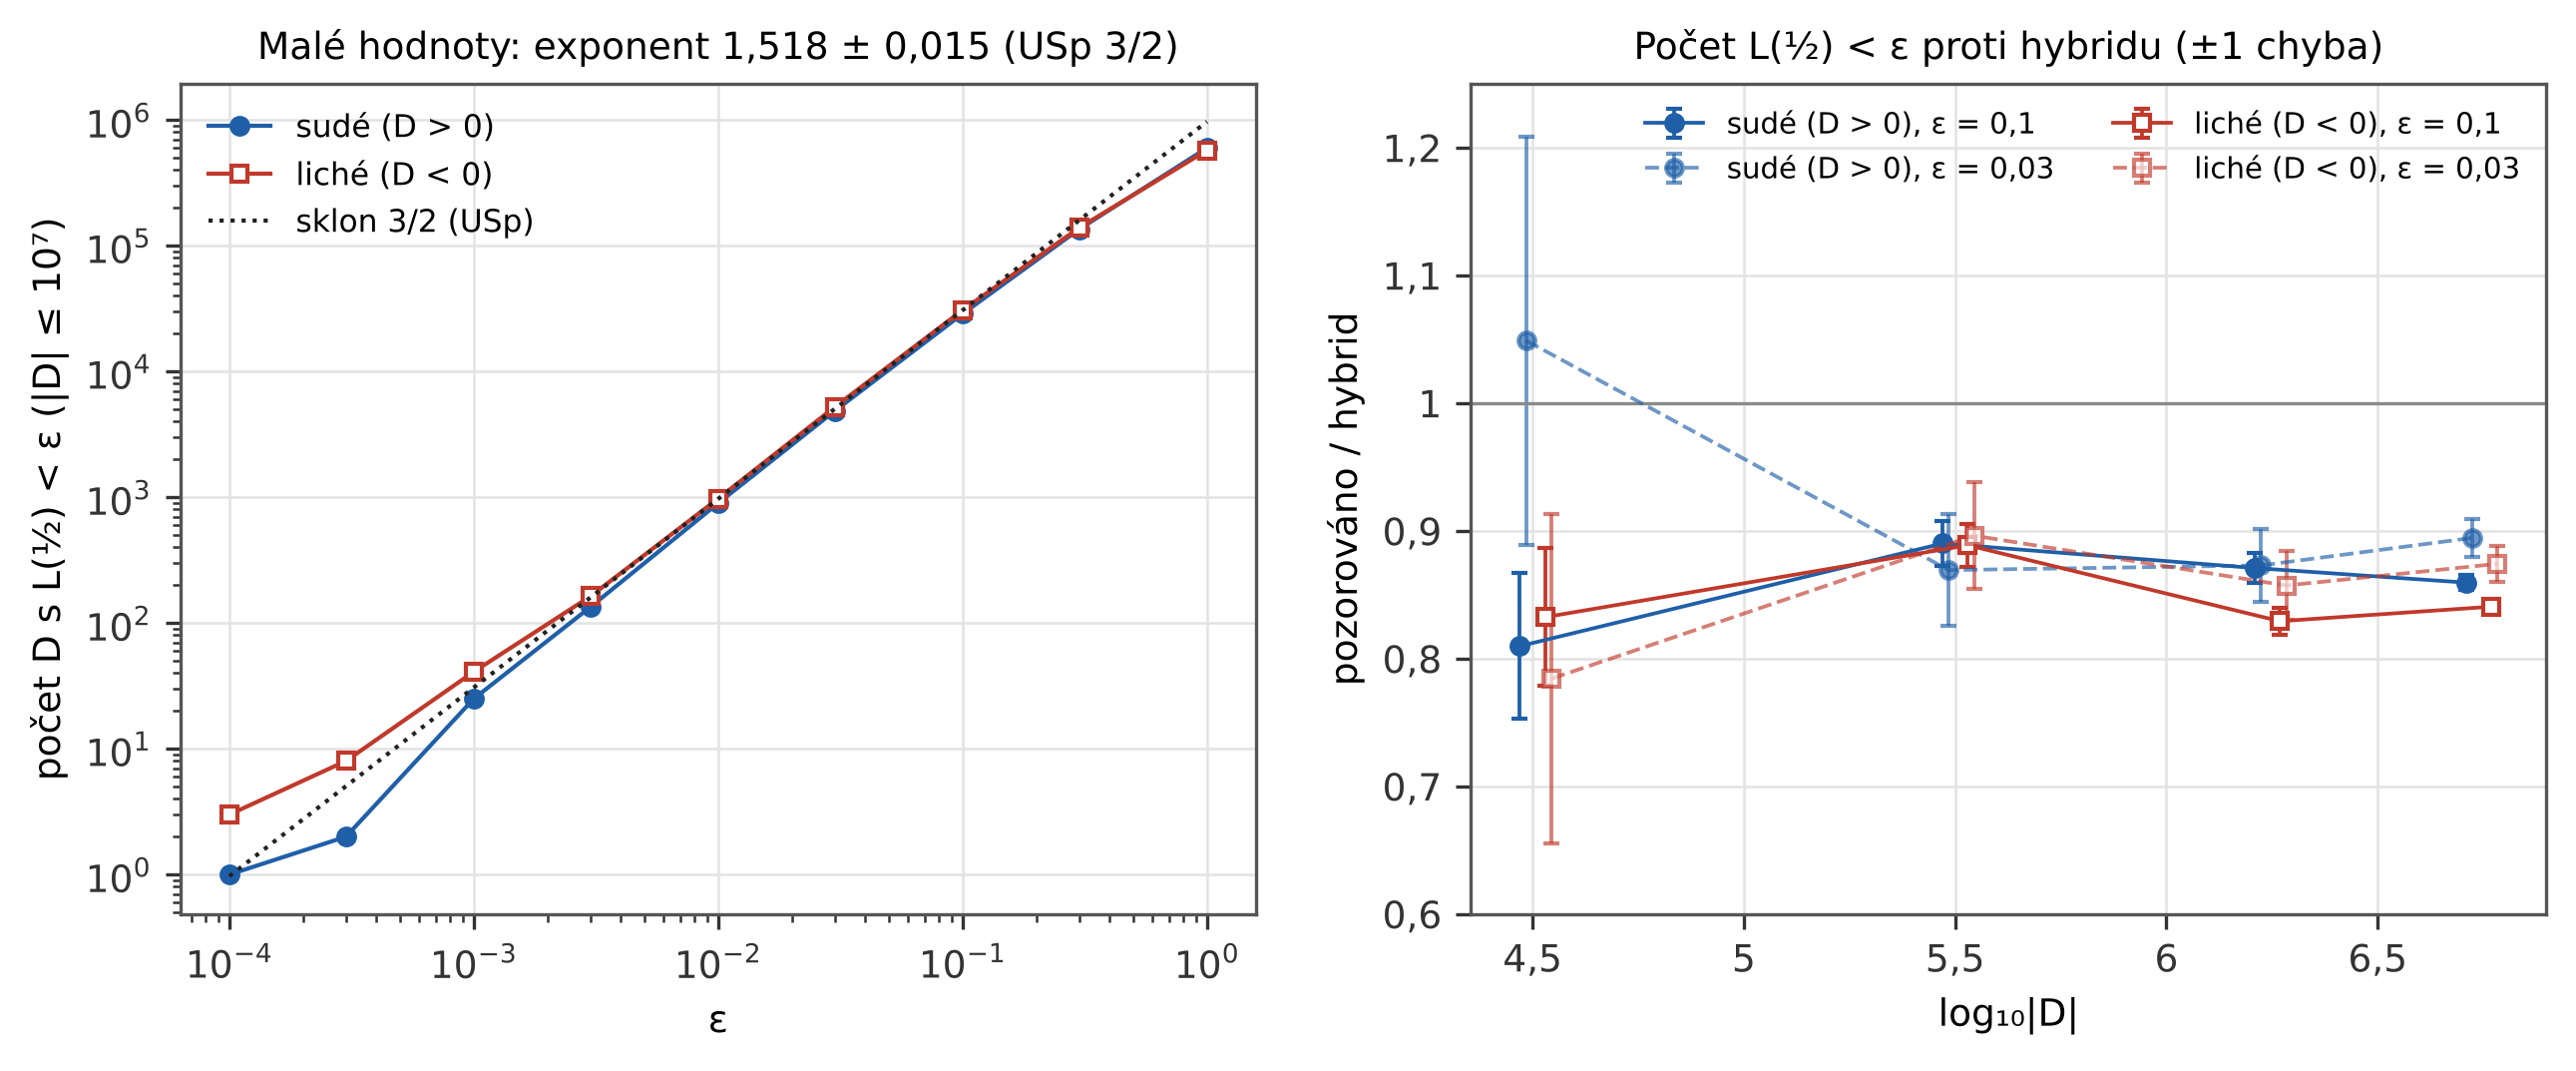 Malé hodnoty: exponent 1,518 ± 0,015 (USp 3/2)
sudé (D > 0)
liché (D < 0)
sklon 3/2 (USp)
počet D s L(½) < ε (|D| ≤ 10⁷)
10⁶
10⁵
10⁴
10³
10²
10¹
10⁰
10⁻⁴
10⁻³
10⁻²
10⁻¹
10⁰
ε
Počet L(½) < ε proti hybridu (±1 chyba)
sudé (D > 0), ε = 0,1
sudé (D > 0), ε = 0,03
liché (D < 0), ε = 0,1
liché (D < 0), ε = 0,03
pozorováno / hybrid
1,2
1,1
1
0,9
0,8
0,7
0,6
4,5
5
5,5
6
6,5
log₁₀|D|